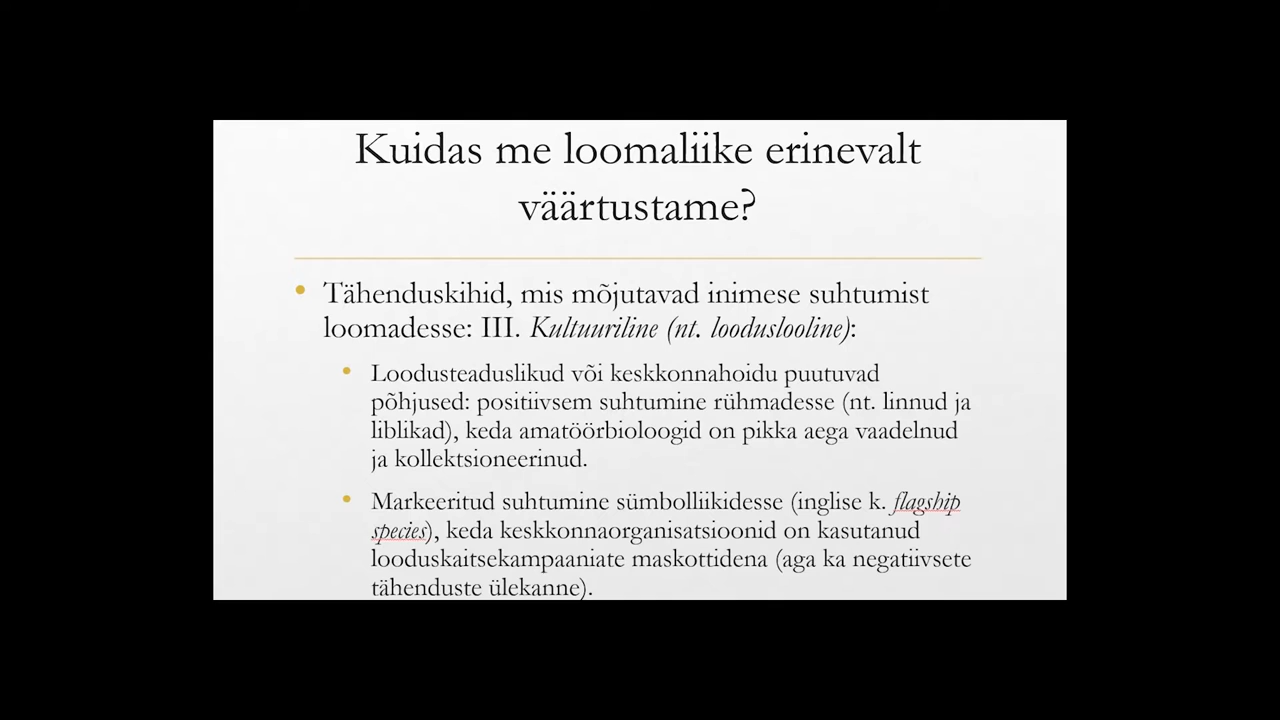 Kuidas me loomaliike erinevalt
väärtustame?
• Tähenduskihid, mis mõjutavad inimese suhtumist
loomadesse: III. Kultuuriline (nt. looduslooline):
• Loodusteaduslikud või keskkonnahoidu puutuvad
põhjused: positiivsem suhtumine rühmadesse (nt. linnud ja
liblikad), keda amatöörbioloogid on pikka aega vaadelnud
ja kollektsioneerinud.
• Markeeritud suhtumine sümbolliikidesse (inglise k. flagship
species), keda keskkonnaorganisatsioonid on kasutanud
looduskaitsekampaaniate maskottidena (aga ka negatiivsete
tähenduste ülekanne).